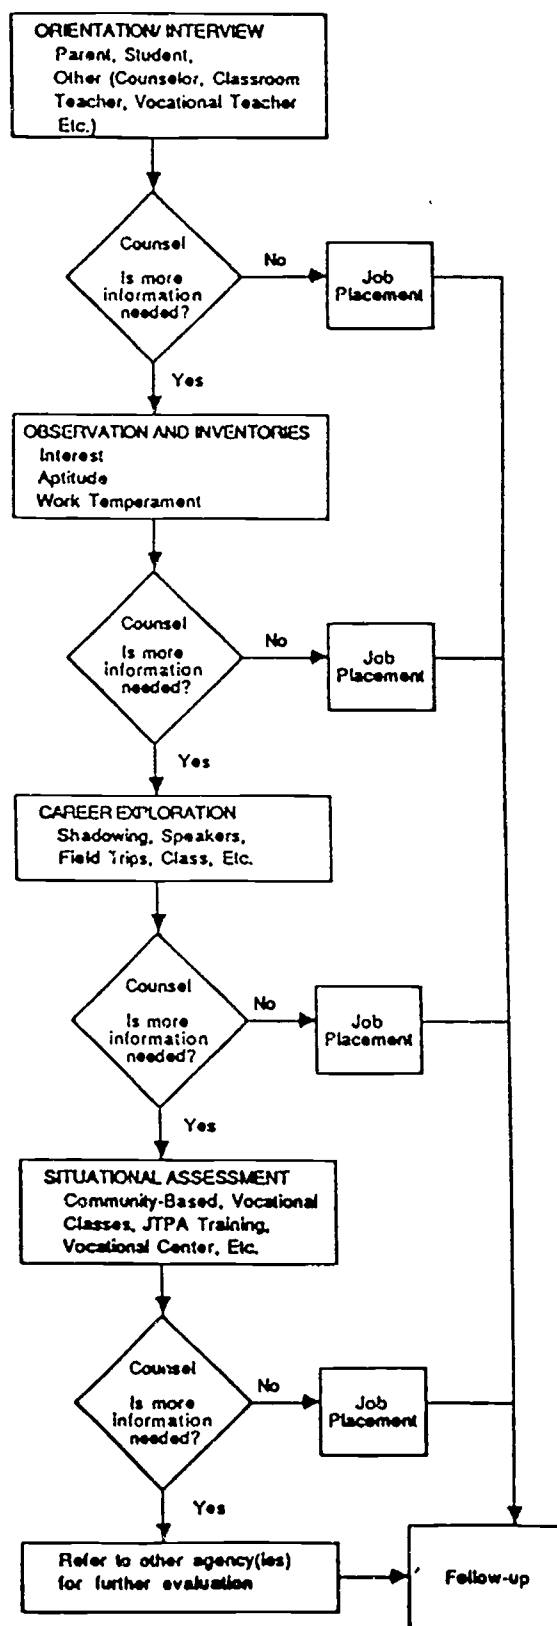 ORIENTATION/ INTERVIEW
Parent, Student,
Other (Counselor, Classroom
Teacher, Vocational Teacher
Etc.)
Counsel
Is more
information
needed?
No
Job
Placement
Yes
OBSERVATION AND INVENTORIES
Interest
Aptitude
Work Temperament
Counsel
Is more
information
needed?
No
Job
Placement
Yes
CAREER EXPLORATION
Shadowing, Speakers,
Field Trips, Class, Etc.
Counsel
Is more
information
needed?
No
Job
Placement
Yes
SITUATIONAL ASSESSMENT
Community-Based, Vocational
Classes, JTPA Training,
Vocational Center, Etc.
Counsel
Is more
information
needed?
No
Job
Placement
Yes
Refer to other agency(ies)
for further evaluation
Follow-up